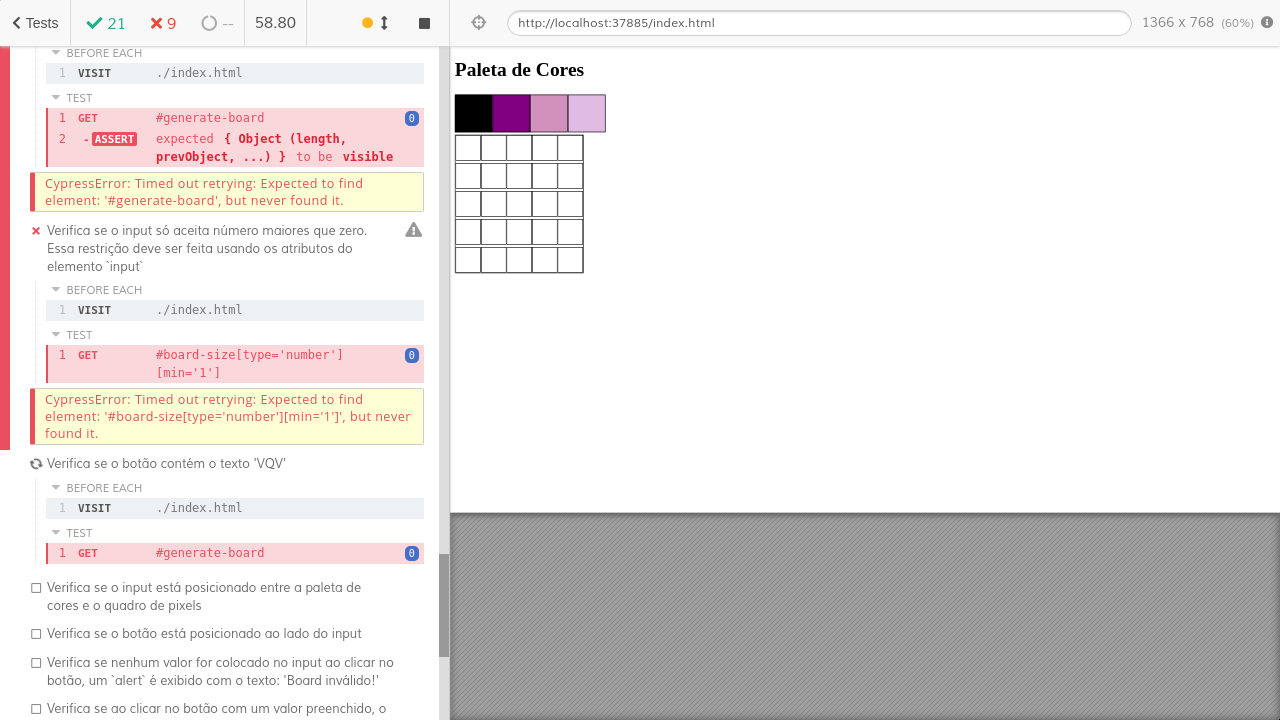 Tests 21 9 -- 58.80 http://localhost:37885/index.html 1366 x 768 (60%)
BEFORE EACH
1 VISIT ./index.html
TEST
1 GET #generate-board 0
2 -ASSERT expected { Object (length,
prevObject, ...) } to be visible
CypressError: Timed out retrying: Expected to find
element: '#generate-board', but never found it.
Verifica se o input só aceita número maiores que zero.
Essa restrição deve ser feita usando os atributos do
elemento `input`
BEFORE EACH
1 VISIT ./index.html
TEST
1 GET #board-size[type='number'] 0
[min='1']
CypressError: Timed out retrying: Expected to find
element: '#board-size[type='number'][min='1']', but never
found it.
Verifica se o botão contém o texto 'VQV'
BEFORE EACH
1 VISIT ./index.html
TEST
1 GET #generate-board 0
Verifica se o input está posicionado entre a paleta de
cores e o quadro de pixels
Verifica se o botão está posicionado ao lado do input
Verifica se nenhum valor for colocado no input ao clicar no
botão, um `alert` é exibido com o texto: 'Board inválido!'
Verifica se ao clicar no botão com um valor preenchido, o
Paleta de Cores